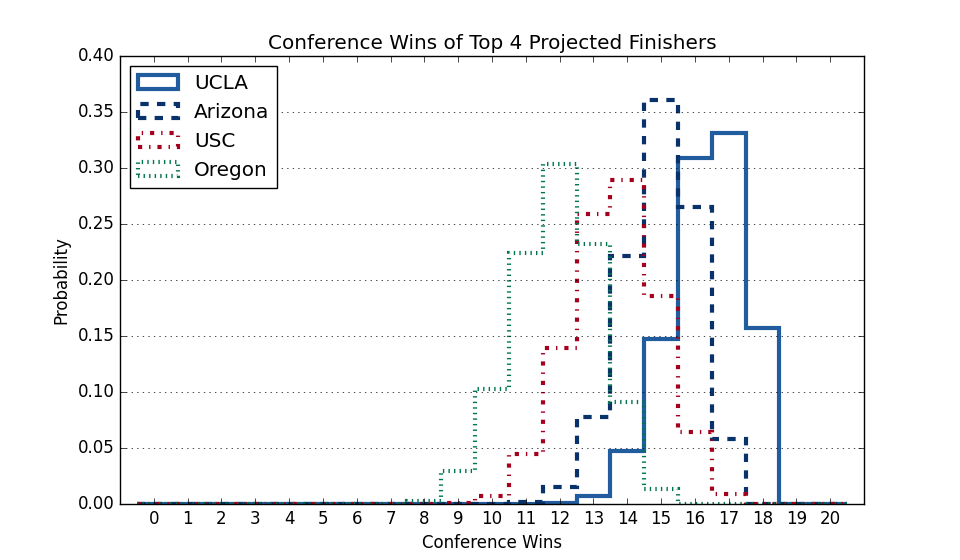 Conference Wins of Top 4 Projected Finishers
UCLA
Arizona
USC
Oregon
0.40
0.35
0.30
0.25
0.20
0.15
0.10
0.05
0.00
Probability
0 1 2 3 4 5 6 7 8 9 10 11 12 13 14 15 16 17 18 19 20
Conference Wins